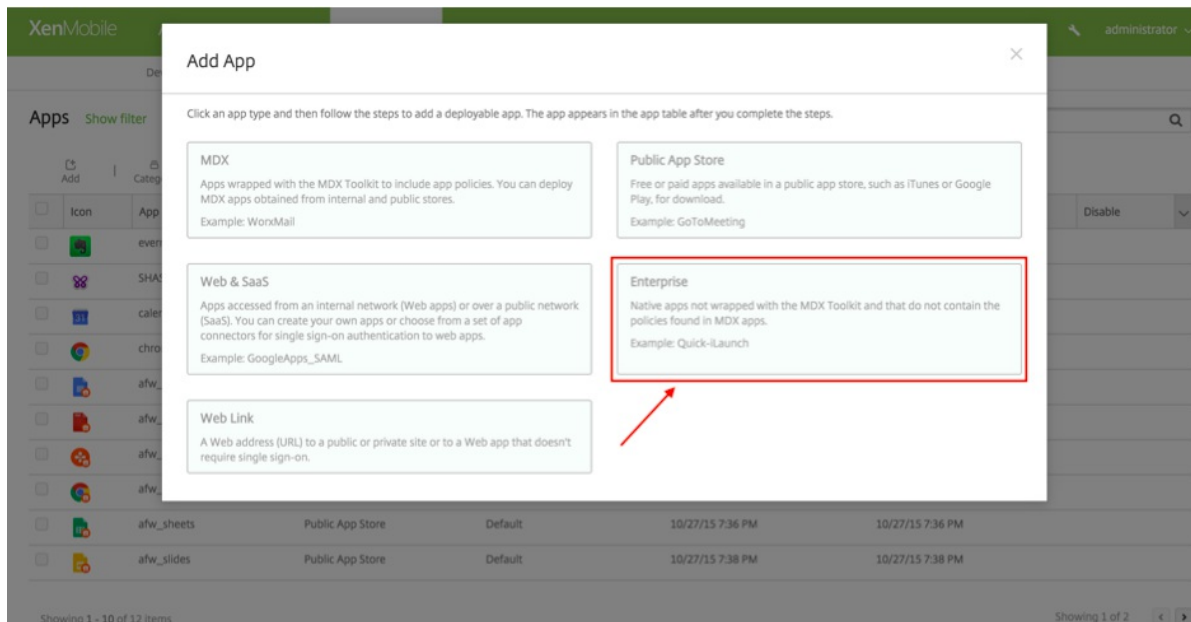 XenMobile
administrator
Add App
Apps Show filter
Click an app type and then follow the steps to add a deployable app. The app appears in the app table after you complete the steps.
Add
Categ
MDX
Apps wrapped with the MDX Toolkit to include app policies. You can deploy
MDX apps obtained from internal and public stores.
Example: WorxMail
Public App Store
Free or paid apps available in a public app store, such as iTunes or Google
Play, for download.
Example: GoToMeeting
Icon App Disable
Web & SaaS
Apps accessed from an internal network (Web apps) or over a public network
(SaaS). You can create your own apps or choose from a set of app
connectors for single sign-on authentication to web apps.
Example: GoogleApps_SAML
Enterprise
Native apps not wrapped with the MDX Toolkit and that do not contain the
policies found in MDX apps.
Example: Quick-iLaunch
Web Link
A Web address (URL) to a public or private site or to a Web app that doesn't
require single sign-on.
ever
SHAS
31
caler
chro
afw_
afw_
afw_
afw_
afw_sheets Public App Store Default 10/27/15 7:36 PM 10/27/15 7:36 PM
afw_slides Public App Store Default 10/27/15 7:38 PM 10/27/15 7:38 PM
Showing 1 - 10 of 12 items Showing 1 of 2